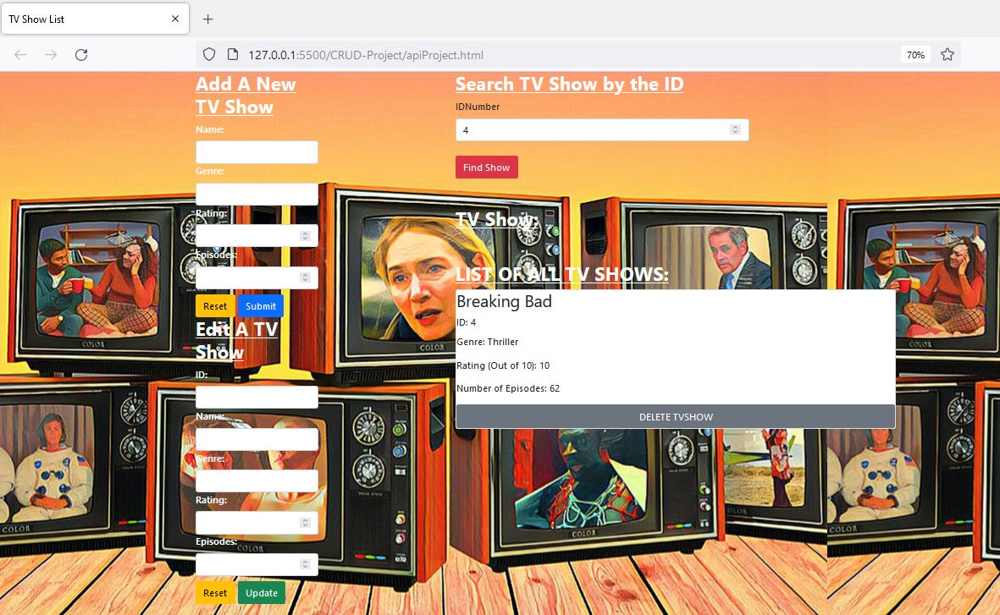 TV Show List
127.0.0.1:5500/CRUD-Project/apiProject.html
70%
Add A New
TV Show
Name:
Genre:
Rating:
Episodes:
Reset
Submit
Edit A TV
Show
ID:
Name:
Genre:
Rating:
Episodes:
Reset
Update
Search TV Show by the ID
IDNumber
4
Find Show
TV Show:
LIST OF ALL TV SHOWS:
Breaking Bad
ID: 4
Genre: Thriller
Rating (Out of 10): 10
Number of Episodes: 62
DELETE TVSHOW
COLOR
COLOR
COLOR
COLOR
COLOR
COLOR
COLOR